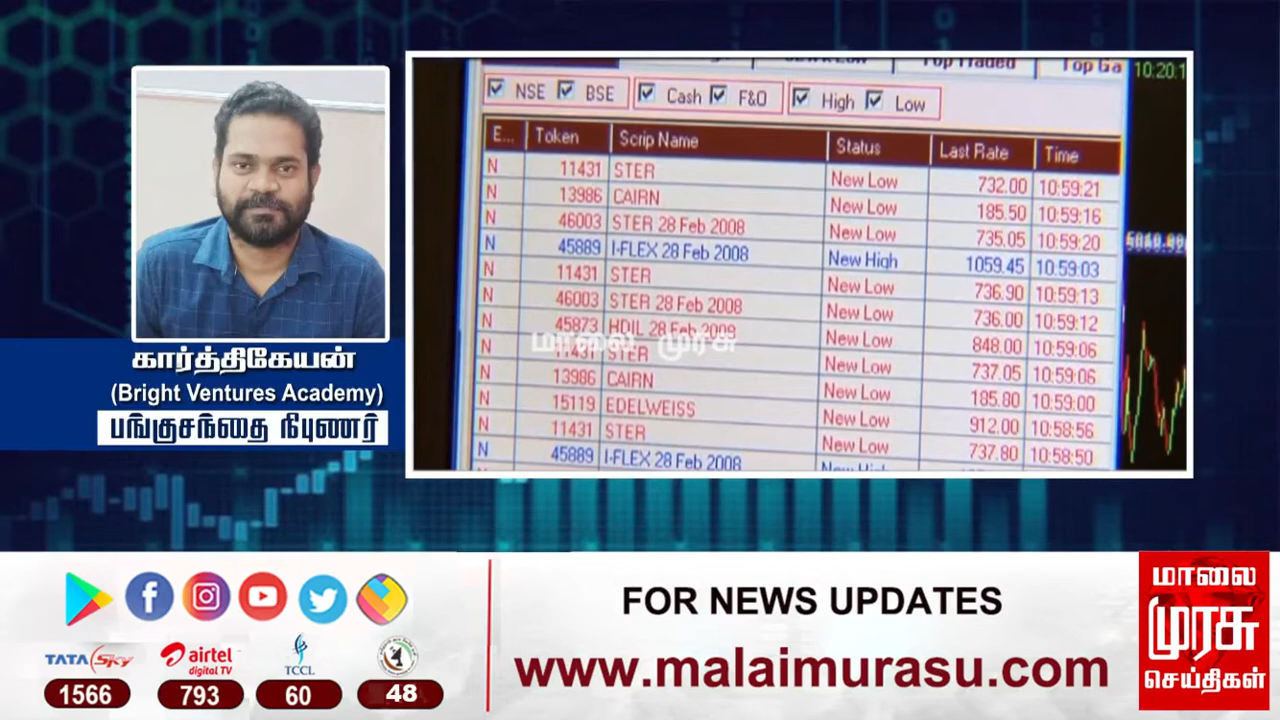 கார்த்திகேயன்
(Bright Ventures Academy)
பங்குசந்தை நிபுணர்
Top Traded Top Ga 10:20:1
NSE BSE Cash F&O High Low
E... Token Scrip Name Status Last Rate Time
N 11431 STER New Low 732.00 10:59:21
N 13986 CAIRN New Low 185.50 10:59:16
N 46003 STER 28 Feb 2008 New Low 735.05 10:59:20
N 45889 I-FLEX 28 Feb 2008 New High 1059.45 10:59:03
N 11431 STER New Low 736.90 10:59:13
N 46003 STER 28 Feb 2008 New Low 736.00 10:59:12
N 45873 HDIL 28 Feb 2008 New Low 848.00 10:59:06
மாலை முரசு
N 11431 STER New Low 737.05 10:59:06
N 13986 CAIRN New Low 185.80 10:59:00
N 15119 EDELWEISS New Low 912.00 10:58:56
N 11431 STER New Low 737.80 10:58:50
N 45889 I-FLEX 28 Feb 2008 New High
FOR NEWS UPDATES
www.malaimurasu.com
TATA Sky airtel digital TV TCCL
1566 793 60 48
மாலை
முரசு
செய்திகள்